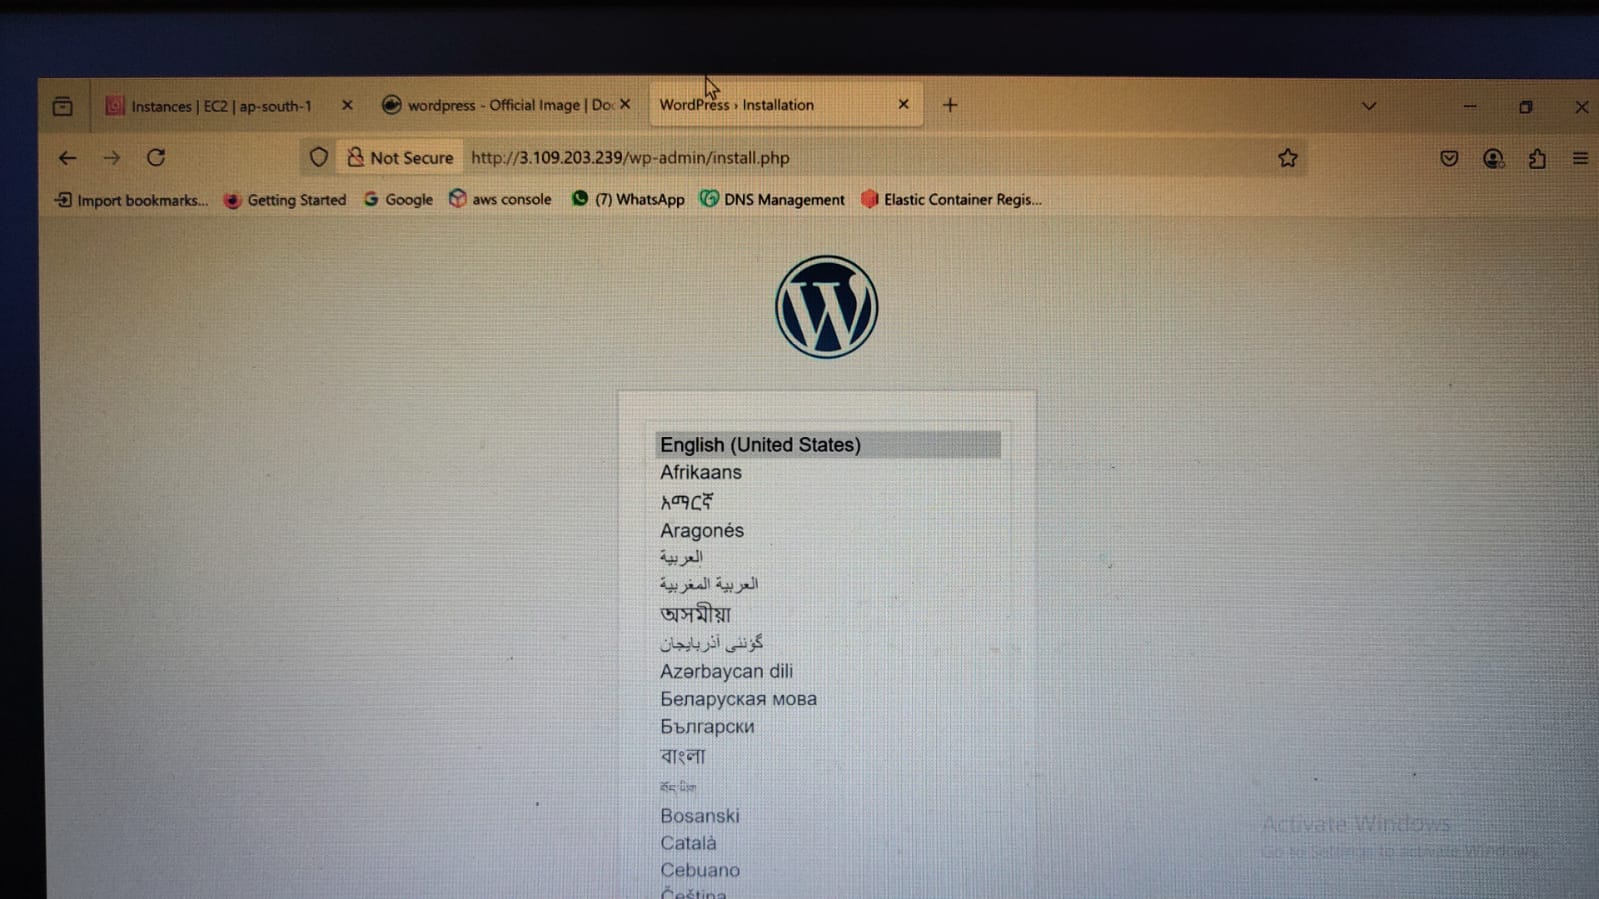 Instances | EC2 | ap-south-1
wordpress - Official Image | Doc
WordPress › Installation
Not Secure
http://3.109.203.239/wp-admin/install.php
Import bookmarks...
Getting Started
Google
aws console
(7) WhatsApp
DNS Management
Elastic Container Regis...
English (United States)
Afrikaans
አማርኛ
Aragonés
العربية
العربية المغربية
অসমীয়া
گؤنئی آذربایجان
Azərbaycan dili
Беларуская мова
Български
বাংলা
Bosanski
Català
Cebuano
Čeština
Activate Windows
Go to Settings to activate Windows.